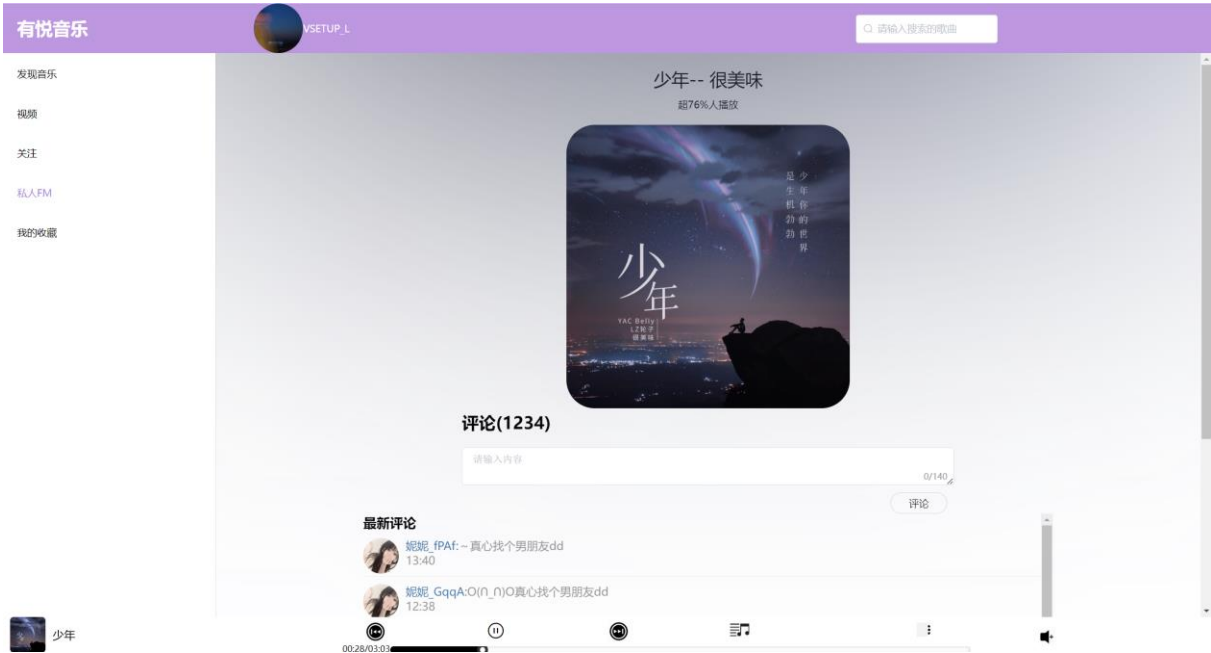 有悦音乐
VSETUP_L
请输入搜索的歌曲
发现音乐
视频
关注
私人FM
我的收藏
少年-- 很美味
超76%人播放
少年你的世界
是生机勃勃
少年
YAC Belly
LZ轮子
很美味
评论(1234)
请输入内容
0/140
评论
最新评论
妮妮_fPAf:～真心找个男朋友dd
13:40
妮妮_GqqA:O(∩_∩)O真心找个男朋友dd
12:38
少年
00:28/03:03